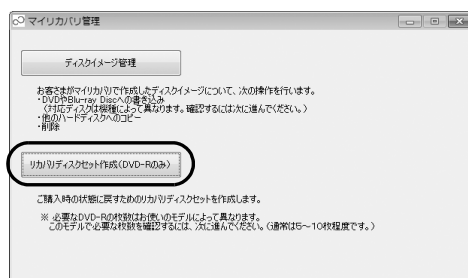 マイリカバリ管理
ディスクイメージ管理
お客さまがマイリカバリで作成したディスクイメージについて、次の操作を行います。
・DVDやBlu-ray Discへの書き込み
（対応ディスクは機種によって異なります。確認するには次に進んでください。）
・他のハードディスクへのコピー
・削除
リカバリディスクセット作成（DVD-Rのみ）
ご購入時の状態に戻すためのリカバリディスクセットを作成します。
※ 必要なDVD-Rの枚数はお使いのモデルによって異なります。
このモデルで必要な枚数を確認するには、次に進んでください。（通常は5～10枚程度です。）